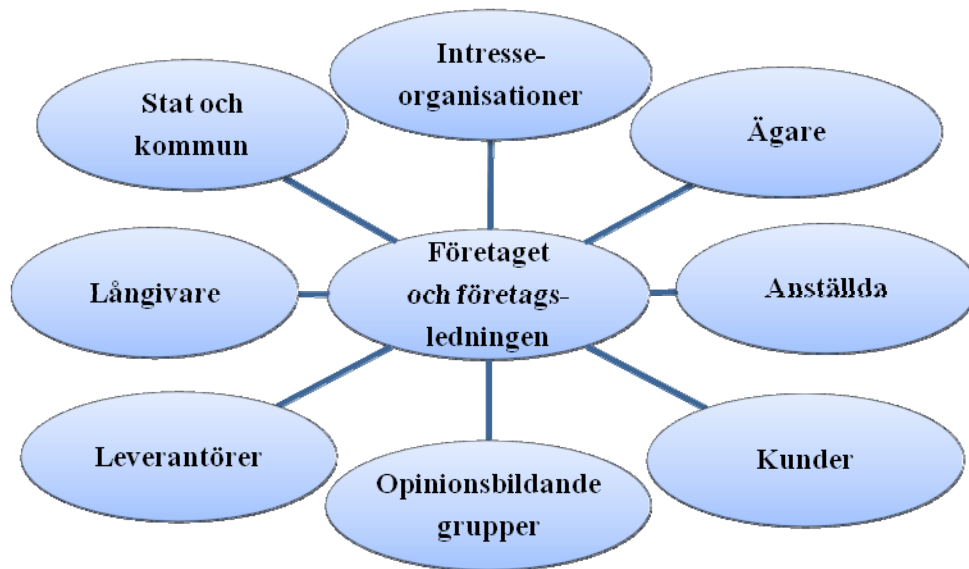 Intresse-
organisationer
Stat och
kommun
Ägare
Företaget
och företags-
ledningen
Långivare
Anställda
Leverantörer
Kunder
Opinionsbildande
grupper